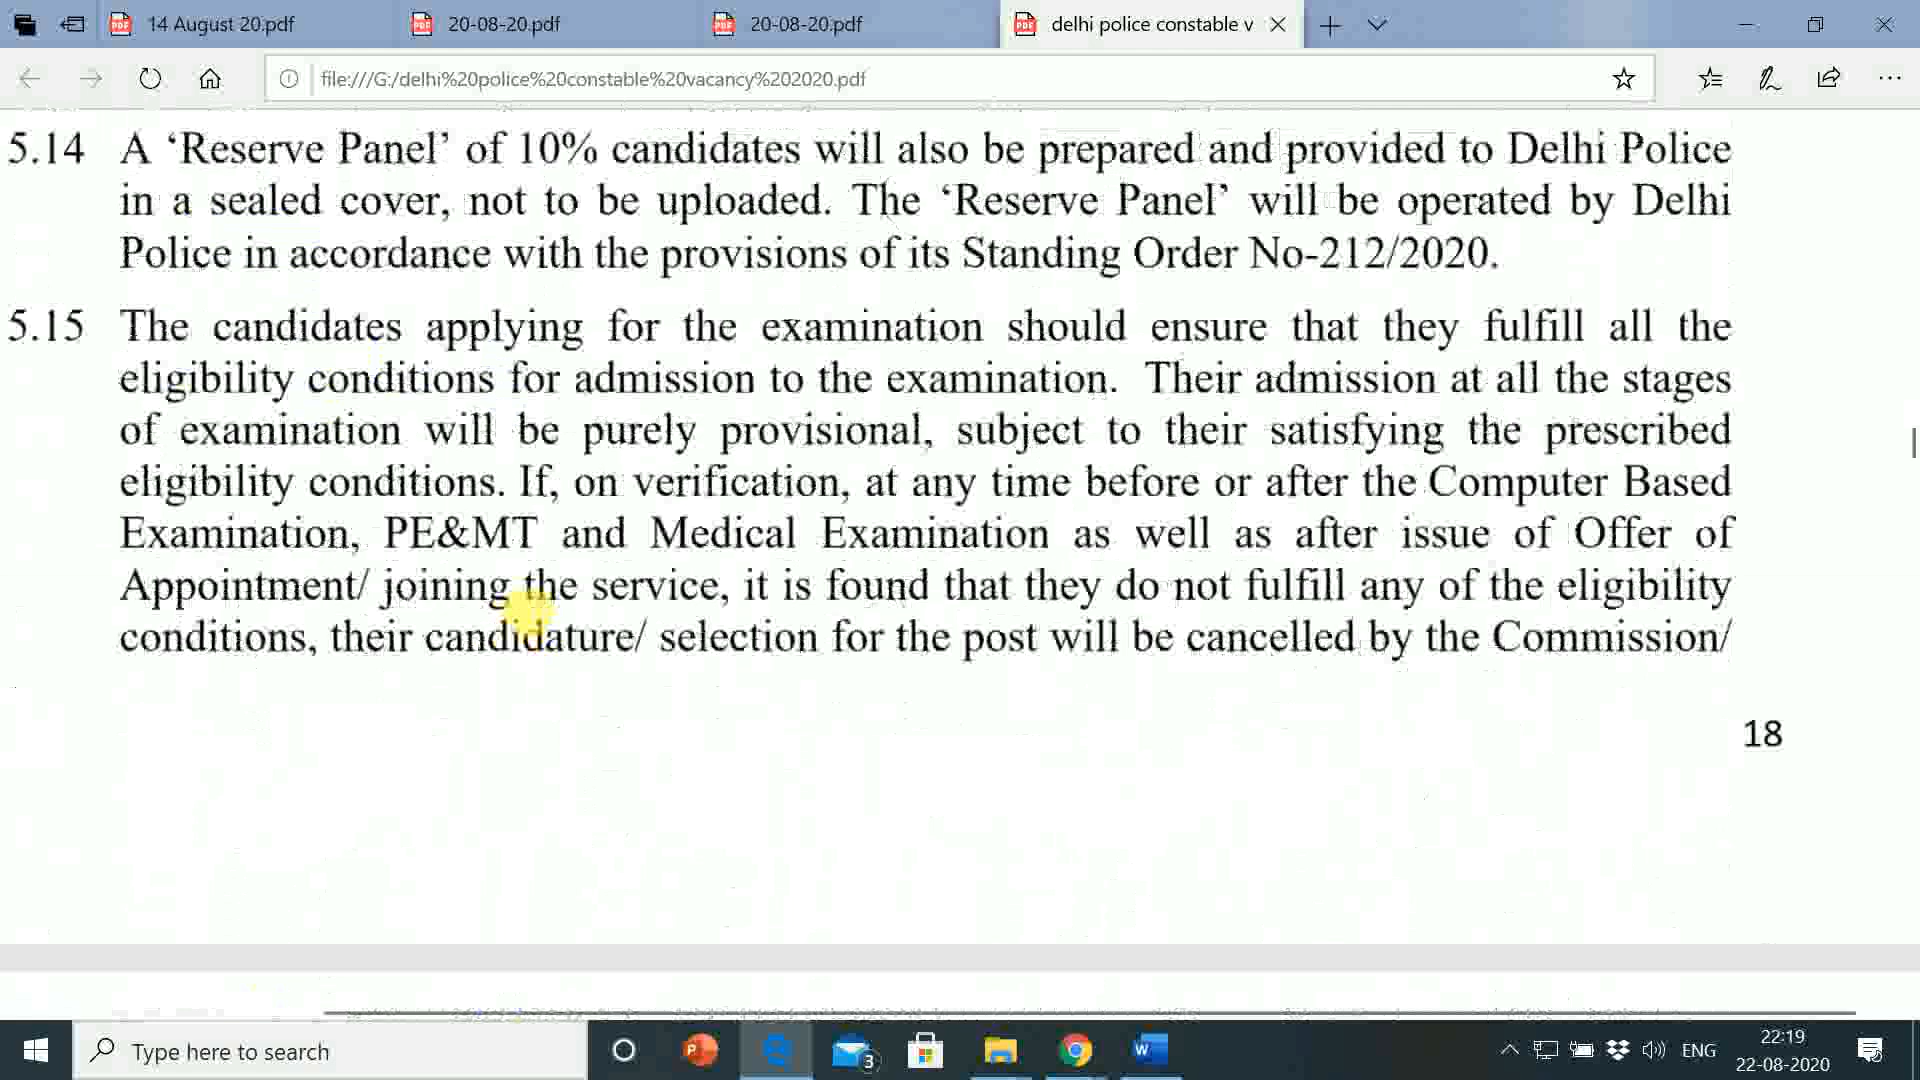 14 August 20.pdf
20-08-20.pdf
20-08-20.pdf
delhi police constable v
file:///G:/delhi%20police%20constable%20vacancy%202020.pdf
5.14 A ‘Reserve Panel’ of 10% candidates will also be prepared and provided to Delhi Police
in a sealed cover, not to be uploaded. The ‘Reserve Panel’ will be operated by Delhi
Police in accordance with the provisions of its Standing Order No-212/2020.
5.15 The candidates applying for the examination should ensure that they fulfill all the
eligibility conditions for admission to the examination. Their admission at all the stages
of examination will be purely provisional, subject to their satisfying the prescribed
eligibility conditions. If, on verification, at any time before or after the Computer Based
Examination, PE&MT and Medical Examination as well as after issue of Offer of
Appointment/ joining the service, it is found that they do not fulfill any of the eligibility
conditions, their candidature/ selection for the post will be cancelled by the Commission/
18
Type here to search
3
ENG
22:19
22-08-2020